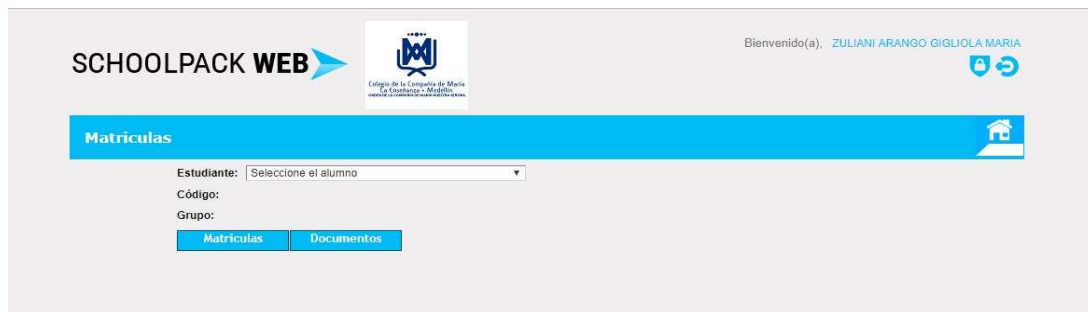 SCHOOLPACK WEB
Colegio de la Compañía de María
La Enseñanza - Medellín
Bienvenido(a), ZULIANI ARANGO GIGLIOLA MARIA
Matriculas
Estudiante: Seleccione el alumno
Código:
Grupo:
Matriculas Documentos